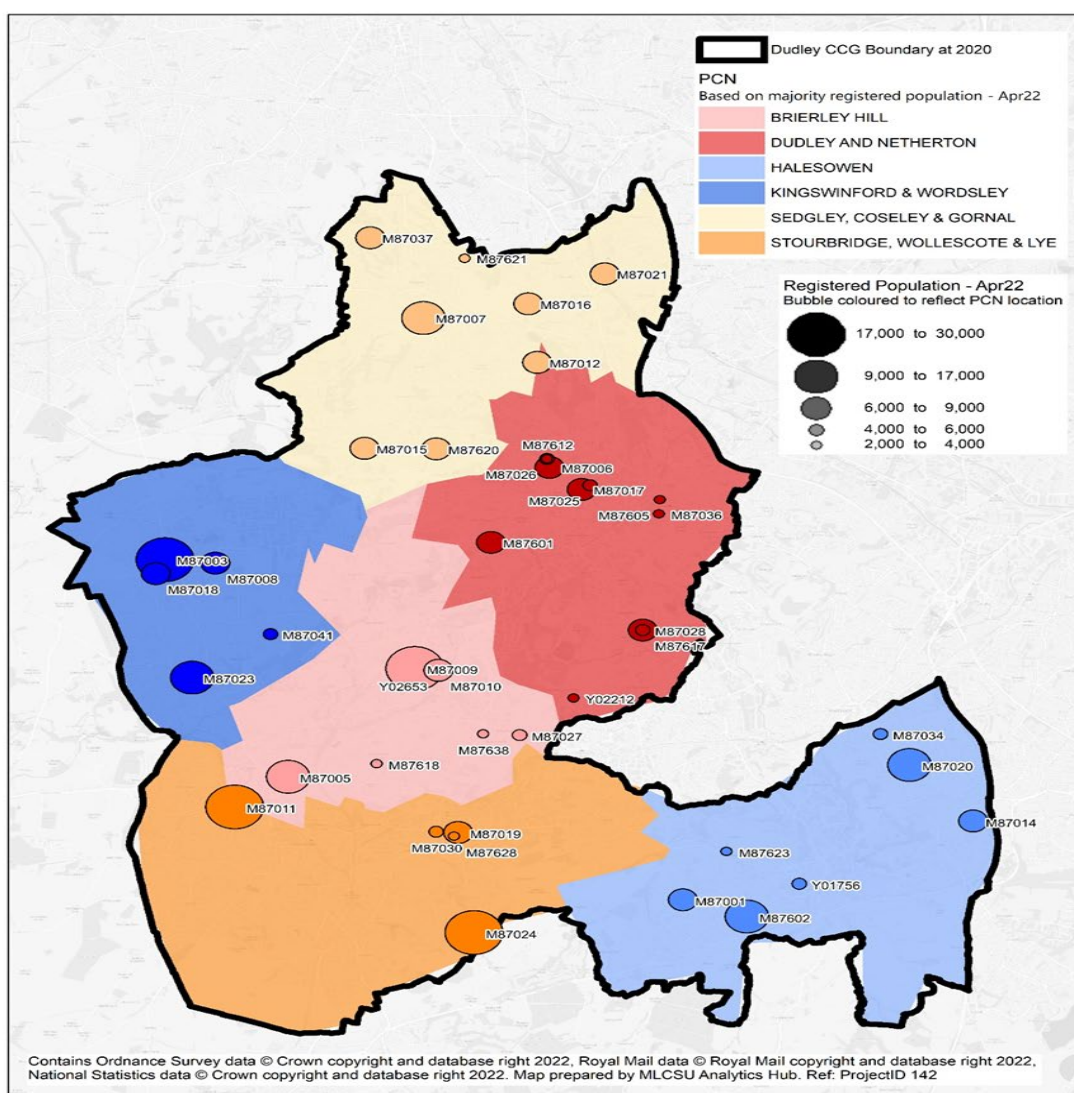 Dudley CCG Boundary at 2020
PCN
Based on majority registered population - Apr22
BRIERLEY HILL
DUDLEY AND NETHERTON
HALESOWEN
KINGSWINFORD & WORDSLEY
SEDGLEY, COSELEY & GORNAL
STOURBRIDGE, WOLLESCOTE & LYE
Registered Population - Apr22
Bubble coloured to reflect PCN location
17,000 to 30,000
9,000 to 17,000
6,000 to 9,000
4,000 to 6,000
2,000 to 4,000
M87037
M87621
M87021
M87016
M87007
M87012
M87015
M87620
M87612
M87006
M87026
M87017
M87025
M87605
M87036
M87601
M87003
M87008
M87018
M87041
M87028
M87617
M87023
M87009
Y02653
M87010
Y02212
M87027
M87638
M87034
M87618
M87020
M87005
M87011
M87014
M87019
M87030
M87628
M87623
Y01756
M87001
M87602
M87024
Contains Ordnance Survey data © Crown copyright and database right 2022, Royal Mail data © Royal Mail copyright and database right 2022,
National Statistics data © Crown copyright and database right 2022. Map prepared by MLCSU Analytics Hub. Ref: ProjectID 142